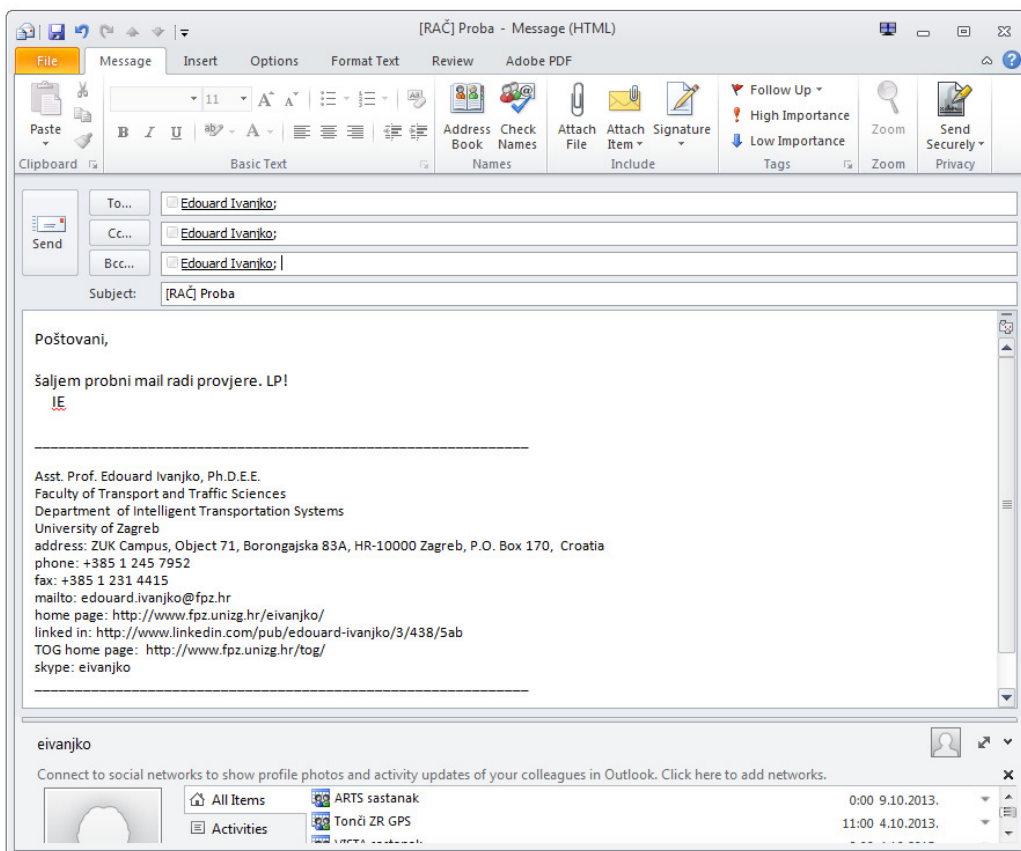 [RAČ] Proba - Message (HTML)
File Message Insert Options Format Text Review Adobe PDF
Paste
Clipboard
11
B I U
Basic Text
Address Book
Check Names
Names
Attach File
Attach Item
Signature
Include
Follow Up
High Importance
Low Importance
Tags
Zoom
Zoom
Send Securely
Privacy
Send
To... Edouard Ivanjko;
Cc... Edouard Ivanjko;
Bcc... Edouard Ivanjko;
Subject: [RAČ] Proba
Poštovani,
šaljem probni mail radi provjere. LP!
IE
Asst. Prof. Edouard Ivanjko, Ph.D.E.E.
Faculty of Transport and Traffic Sciences
Department of Intelligent Transportation Systems
University of Zagreb
address: ZUK Campus, Object 71, Borongajska 83A, HR-10000 Zagreb, P.O. Box 170, Croatia
phone: +385 1 245 7952
fax: +385 1 231 4415
mailto: edouard.ivanjko@fpz.hr
home page: http://www.fpz.unizg.hr/eivanjko/
linked in: http://www.linkedin.com/pub/edouard-ivanjko/3/438/5ab
TOG home page: http://www.fpz.unizg.hr/tog/
skype: eivanjko
eivanjko
Connect to social networks to show profile photos and activity updates of your colleagues in Outlook. Click here to add networks.
All Items
Activities
ARTS sastanak 0:00 9.10.2013.
Tonči ZR GPS 11:00 4.10.2013.